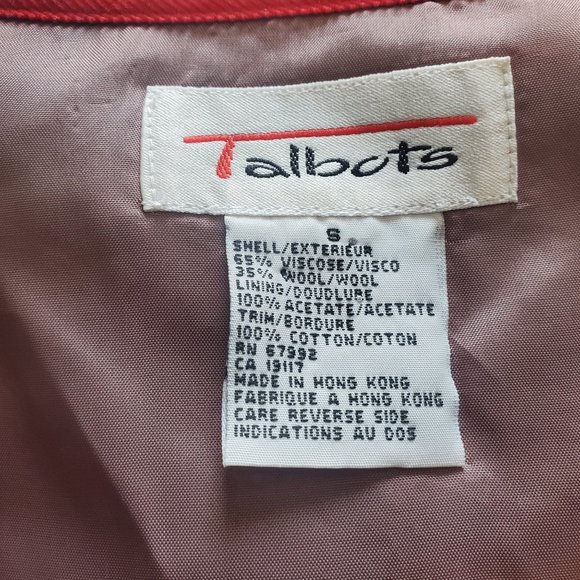 Talbots
S
SHELL/EXTERIEUR
65% VISCOSE/VISCO
35% WOOL/WOOL
LINING/DOUDLURE
100% ACETATE/ACETATE
TRIM/BORDURE
100% COTTON/COTON
RN 67992
CA 19117
MADE IN HONG KONG
FABRIQUE A HONG KONG
CARE REVERSE SIDE
INDICATIONS AU DOS